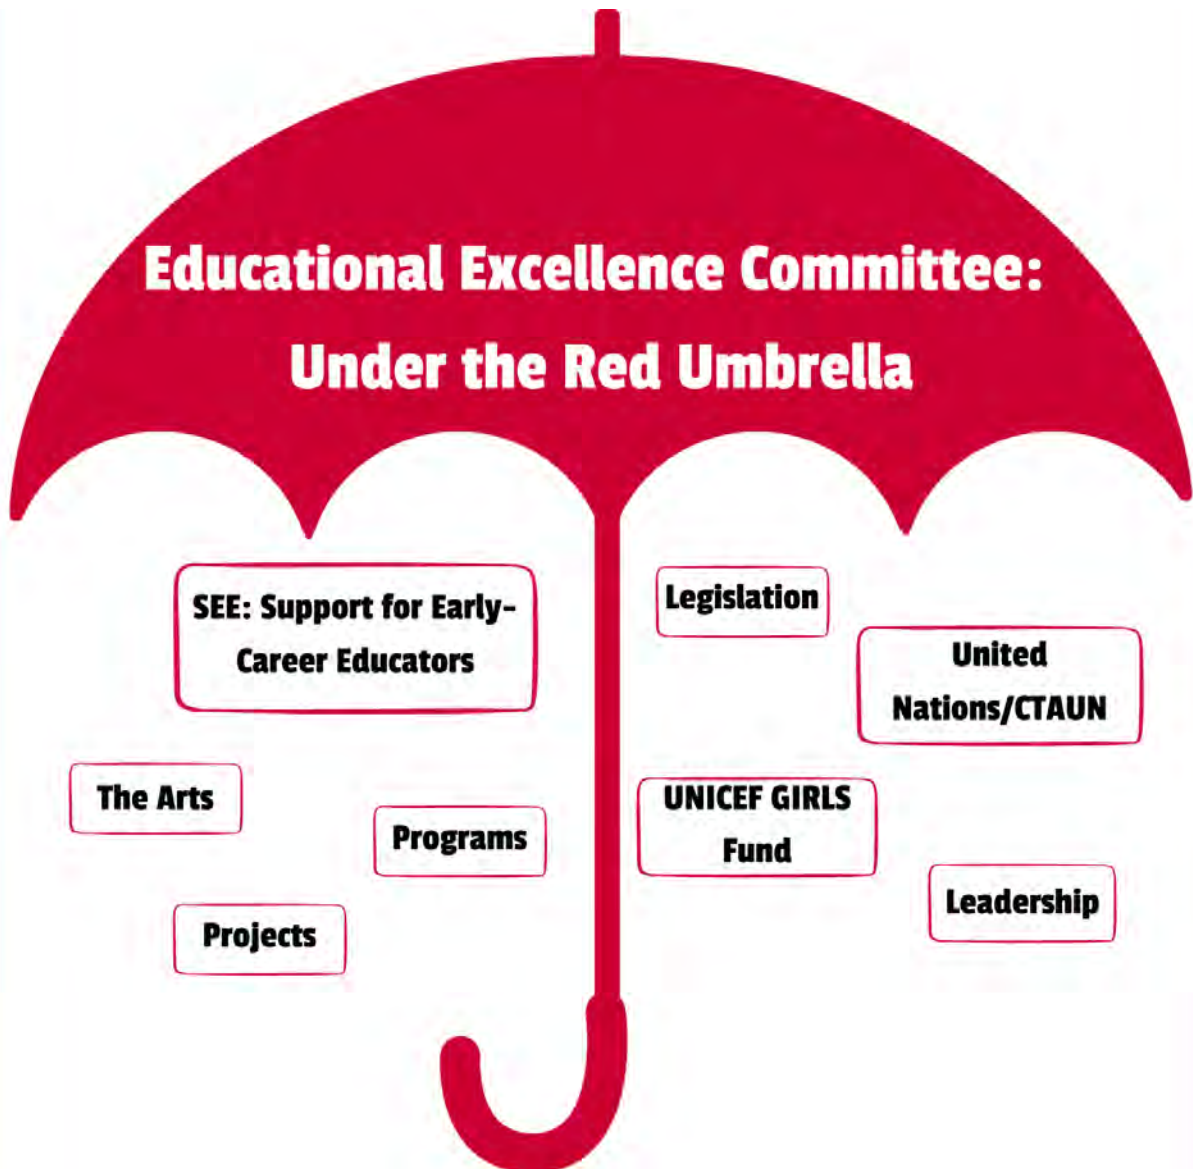 Educational Excellence Committee:
Under the Red Umbrella
SEE: Support for Early-
Career Educators
The Arts
Programs
Projects
Legislation
United
Nations/CTAUN
UNICEF GIRLS
Fund
Leadership